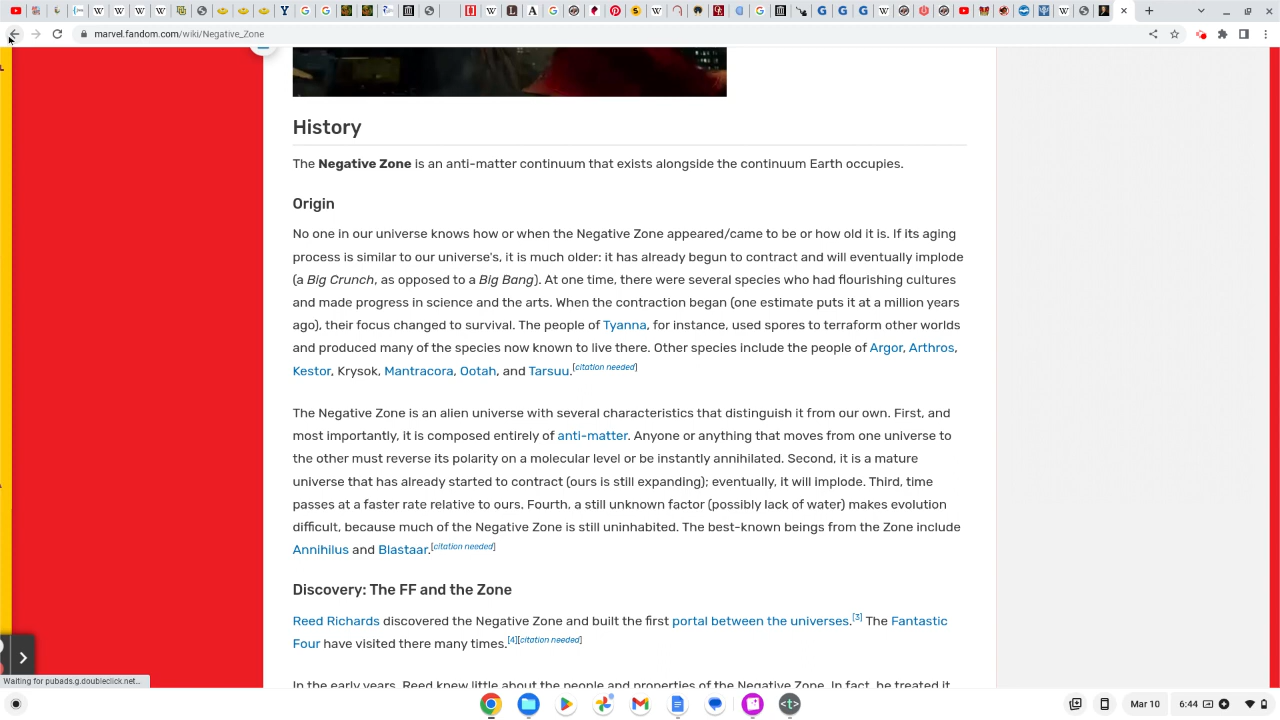 marvel.fandom.com/wiki/Negative_Zone
History
The Negative Zone is an anti-matter continuum that exists alongside the continuum Earth occupies.
Origin
No one in our universe knows how or when the Negative Zone appeared/came to be or how old it is. If its aging
process is similar to our universe's, it is much older: it has already begun to contract and will eventually implode
(a Big Crunch, as opposed to a Big Bang). At one time, there were several species who had flourishing cultures
and made progress in science and the arts. When the contraction began (one estimate puts it at a million years
ago), their focus changed to survival. The people of Tyanna, for instance, used spores to terraform other worlds
and produced many of the species now known to live there. Other species include the people of Argor, Arthros,
Kestor, Krysok, Mantracora, Ootah, and Tarsuu.[citation needed]
The Negative Zone is an alien universe with several characteristics that distinguish it from our own. First, and
most importantly, it is composed entirely of anti-matter. Anyone or anything that moves from one universe to
the other must reverse its polarity on a molecular level or be instantly annihilated. Second, it is a mature
universe that has already started to contract (ours is still expanding); eventually, it will implode. Third, time
passes at a faster rate relative to ours. Fourth, a still unknown factor (possibly lack of water) makes evolution
difficult, because much of the Negative Zone is still uninhabited. The best-known beings from the Zone include
Annihilus and Blastaar.[citation needed]
Discovery: The FF and the Zone
Reed Richards discovered the Negative Zone and built the first portal between the universes.[3] The Fantastic
Four have visited there many times.[4][citation needed]
In the early years, Reed knew little about the people and properties of the Negative Zone. In fact, he treated it
Waiting for pubads.g.doubleclick.net...
Mar 10
6:44